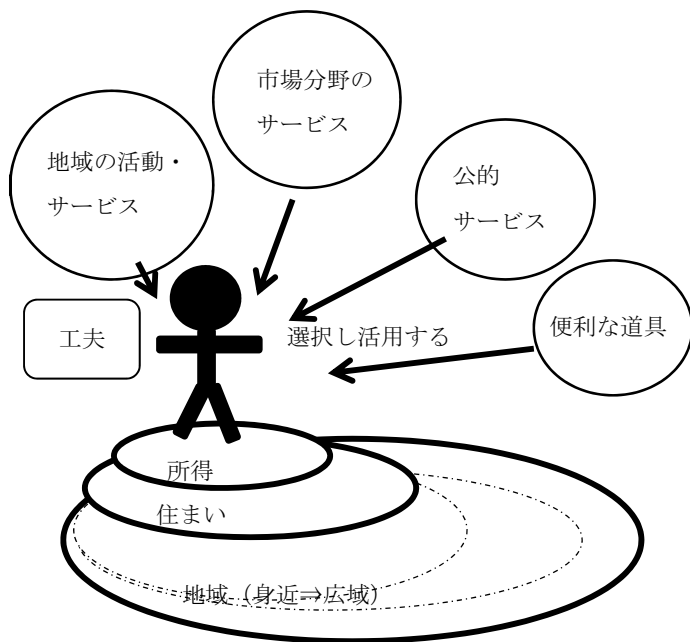 市場分野の
サービス
地域の活動・
サービス
公的
サービス
便利な道具
工夫
選択し活用する
所得
住まい
地域（身近⇒広域）